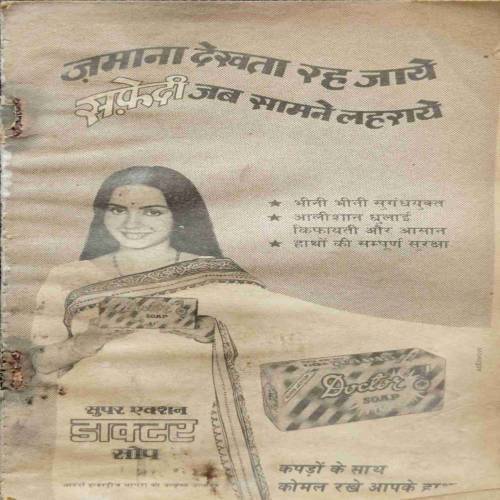 ज़माना देखता रह जाये
सफ़ेदी जब सामने लहराये
★ भीनी भीनी सुगंधयुक्त
★ आलीशान धुलाई
किफायती और आसान
★ हाथों की सम्पूर्ण सुरक्षा
SOAP
Doctor
SOAP
सुपर एक्शन
डाक्टर
सोप
कपड़ों के साथ
कोमल रखे आपके